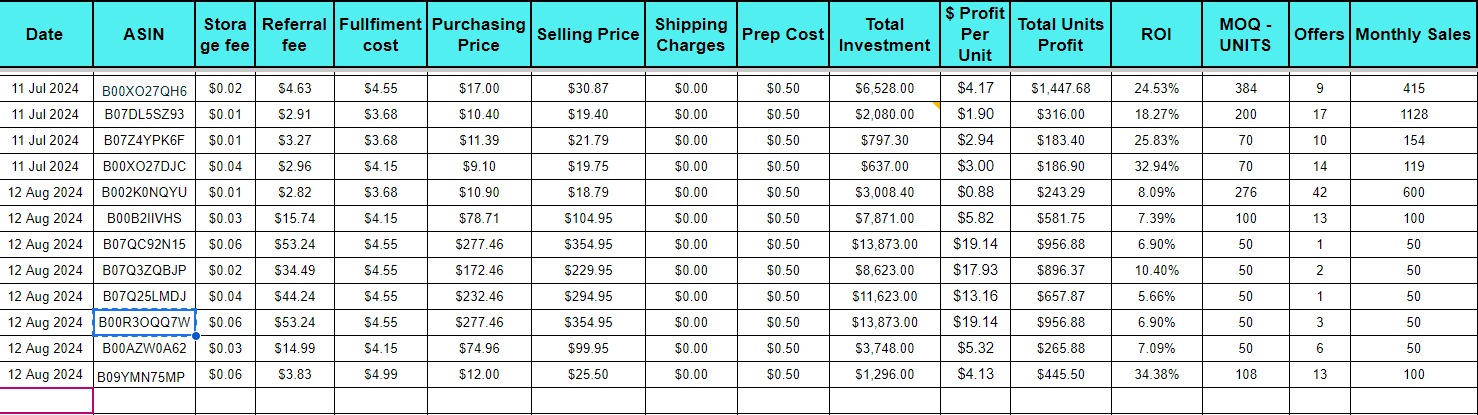 Date ASIN Stora ge fee Referral fee Fullfiment cost Purchasing Price Selling Price Shipping Charges Prep Cost Total Investment $ Profit Per Unit Total Units Profit ROI MOQ - UNITS Offers Monthly Sales
11 Jul 2024 B00XO27QH6 $0.02 $4.63 $4.55 $17.00 $30.87 $0.00 $0.50 $6,528.00 $4.17 $1,447.68 24.53% 384 9 415
11 Jul 2024 B07DL5SZ93 $0.01 $2.91 $3.68 $10.40 $19.40 $0.00 $0.50 $2,080.00 $1.90 $316.00 18.27% 200 17 1128
11 Jul 2024 B07Z4YPK6F $0.01 $3.27 $3.68 $11.39 $21.79 $0.00 $0.50 $797.30 $2.94 $183.40 25.83% 70 10 154
11 Jul 2024 B00XO27DJC $0.04 $2.96 $4.15 $9.10 $19.75 $0.00 $0.50 $637.00 $3.00 $186.90 32.94% 70 14 119
12 Aug 2024 B002K0NQYU $0.01 $2.82 $3.68 $10.90 $18.79 $0.00 $0.50 $3,008.40 $0.88 $243.29 8.09% 276 42 600
12 Aug 2024 B00B2IIVHS $0.03 $15.74 $4.15 $78.71 $104.95 $0.00 $0.50 $7,871.00 $5.82 $581.75 7.39% 100 13 100
12 Aug 2024 B07QC92N15 $0.06 $53.24 $4.55 $277.46 $354.95 $0.00 $0.50 $13,873.00 $19.14 $956.88 6.90% 50 1 50
12 Aug 2024 B07Q3ZQBJP $0.02 $34.49 $4.55 $172.46 $229.95 $0.00 $0.50 $8,623.00 $17.93 $896.37 10.40% 50 2 50
12 Aug 2024 B07Q25LMDJ $0.04 $44.24 $4.55 $232.46 $294.95 $0.00 $0.50 $11,623.00 $13.16 $657.87 5.66% 50 1 50
12 Aug 2024 B00R3OQQ7W $0.06 $53.24 $4.55 $277.46 $354.95 $0.00 $0.50 $13,873.00 $19.14 $956.88 6.90% 50 3 50
12 Aug 2024 B00AZW0A62 $0.03 $14.99 $4.15 $74.96 $99.95 $0.00 $0.50 $3,748.00 $5.32 $265.88 7.09% 50 6 50
12 Aug 2024 B09YMN75MP $0.06 $3.83 $4.99 $12.00 $25.50 $0.00 $0.50 $1,296.00 $4.13 $445.50 34.38% 108 13 100